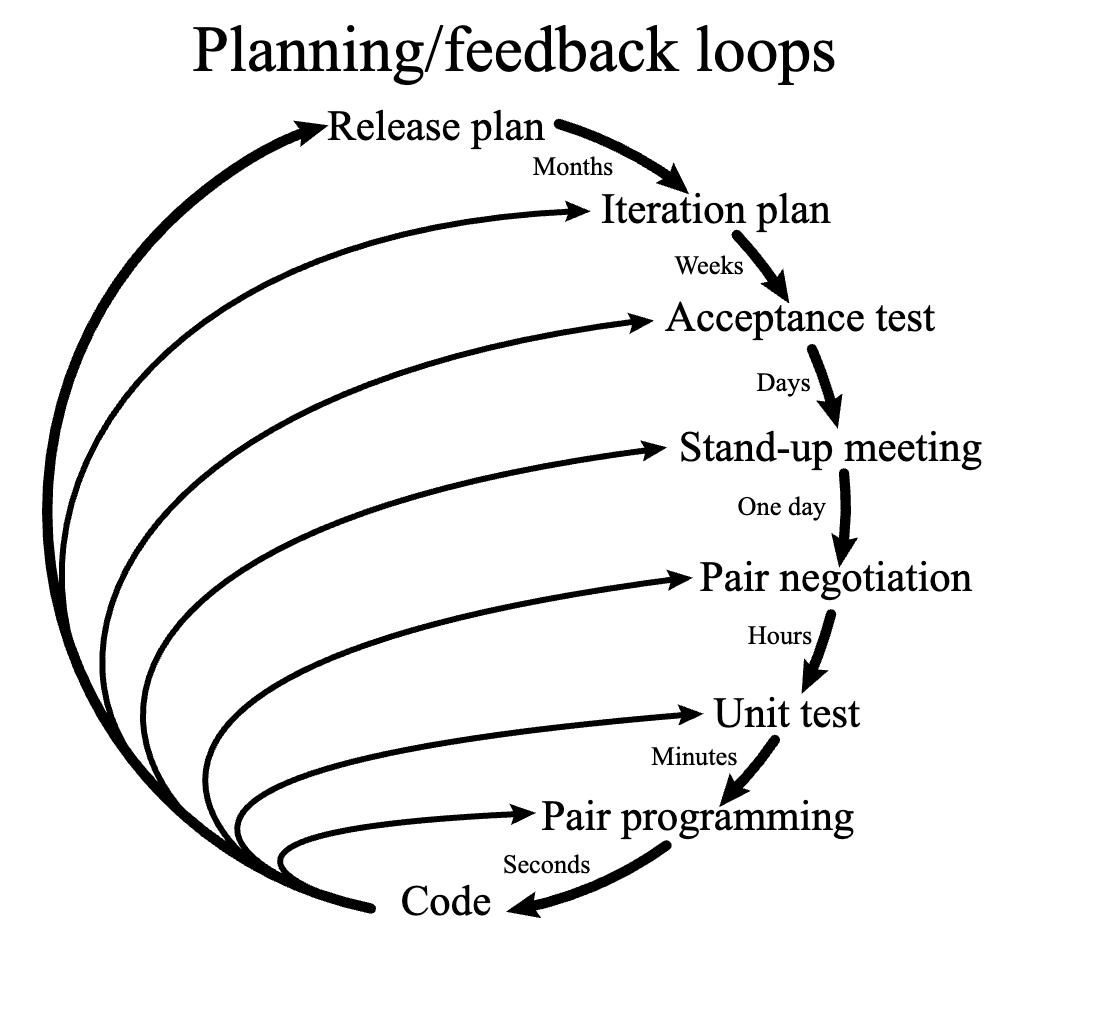 Planning/feedback loops
Release plan
Months
Iteration plan
Weeks
Acceptance test
Days
Stand-up meeting
One day
Pair negotiation
Hours
Unit test
Minutes
Pair programming
Seconds
Code